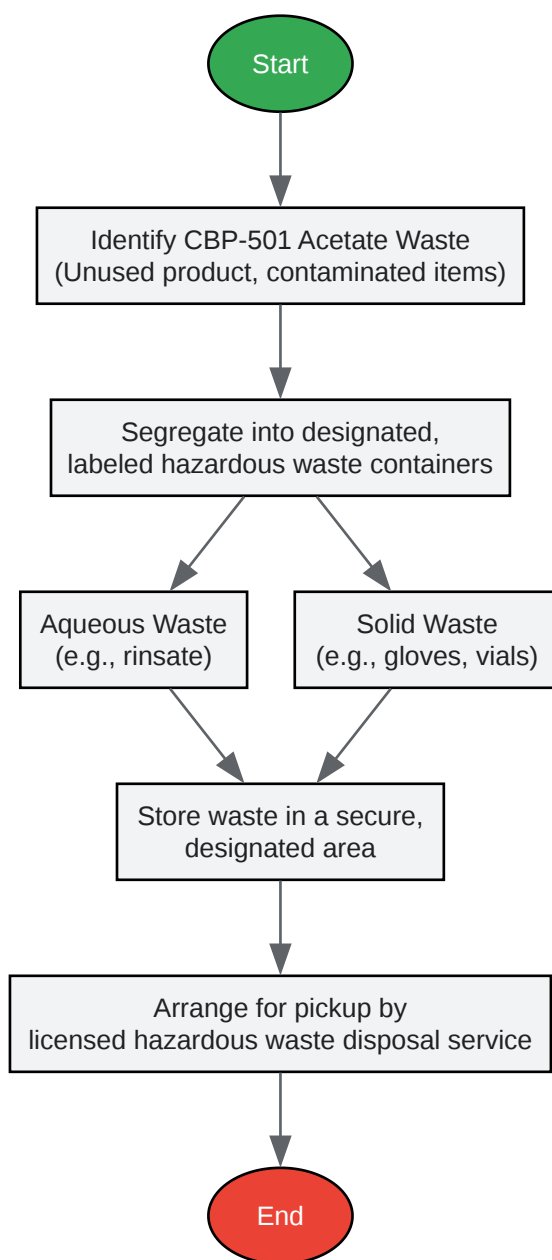 Start
Identify CBP-501 Acetate Waste
(Unused product, contaminated items)
Segregate into designated,
labeled hazardous waste containers
Aqueous Waste
(e.g., rinsate)
Solid Waste
(e.g., gloves, vials)
Store waste in a secure,
designated area
Arrange for pickup by
licensed hazardous waste disposal service
End